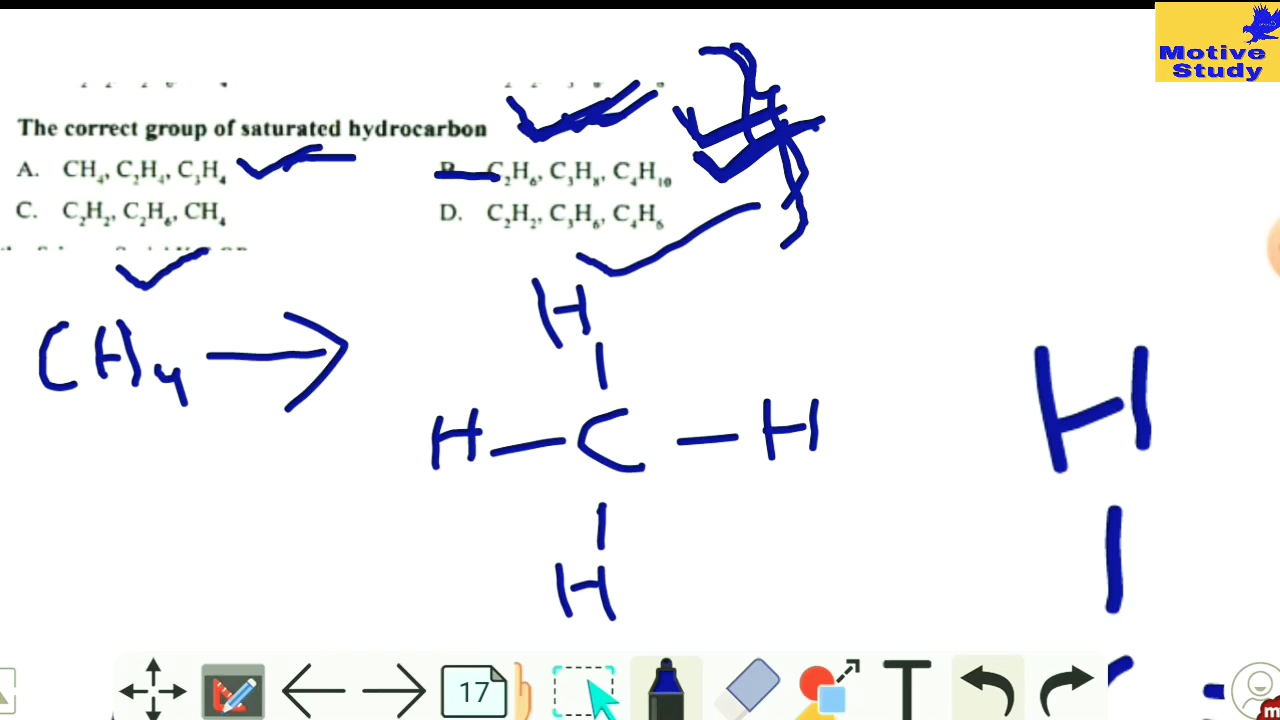 Motive
Study
The correct group of saturated hydrocarbon
A. CH₄, C₂H₄, C₃H₄
B. C₂H₆, C₃H₈, C₄H₁₀
C. C₂H₂, C₂H₆, CH₄
D. C₂H₂, C₃H₆, C₄H₆
CH₄
H
H C H
H
H
17
T